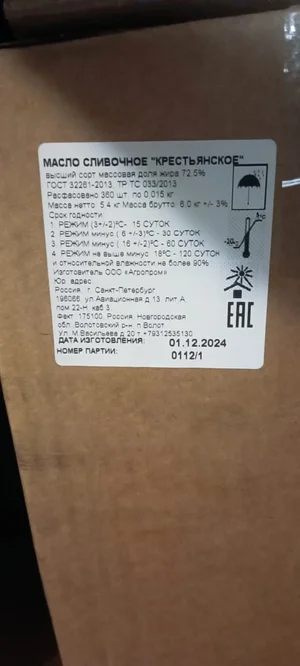 МАСЛО СЛИВОЧНОЕ "КРЕСТЬЯНСКОЕ"
высший сорт массовая доля жира 72.5%
ГОСТ 32261-2013, ТР ТС 033/2013
Расфасовано 360 шт. по 0,015 кг
Масса нетто: 5,4 кг Масса брутто: 6,0 кг +/- 3%
Срок годности:
1 РЕЖИМ (3+/-2)ºС- 15 СУТОК
2 РЕЖИМ минус ( 6 +/-3)ºС - 30 СУТОК
3 РЕЖИМ минус ( 16 +/-2)ºС - 60 СУТОК
4 РЕЖИМ не выше минус 18ºС - 120 СУТОК
и относительной влажности не более 90%
Изготовитель ООО «Агропром»
Юр. адрес:
Россия, г. Санкт-Петербург
196066, ул Авиационная д 13, лит А,
пом 22-Н, каб 3
Факт. 175100, Россия, Новгородская
обл.,Волотовский р-н, п Волот
Ул. М.Васильева д 20 т.+79312535130
ДАТА ИЗГОТОВЛЕНИЯ: 01.12.2024
НОМЕР ПАРТИИ: 0112/1
EAC